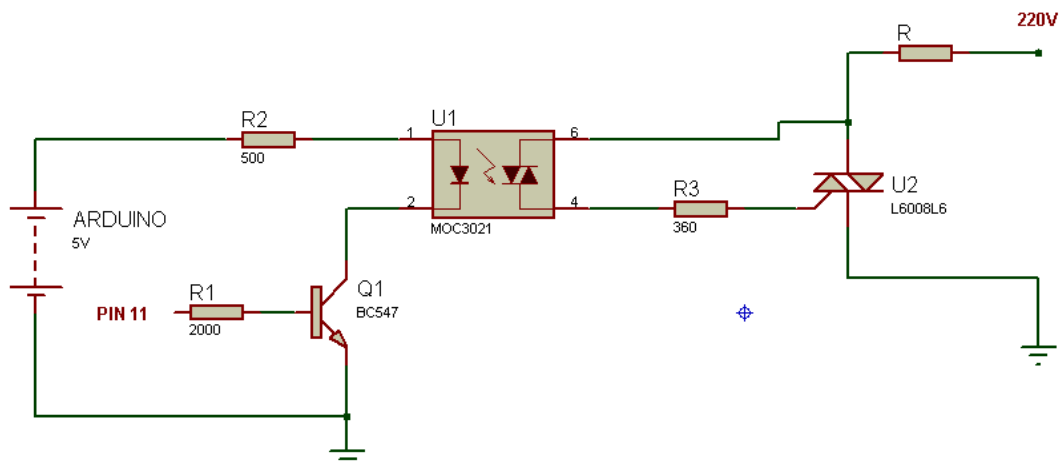 220V
R
R2
500
1
U1
6
2
4
MOC3021
R3
360
U2
L6008L6
ARDUINO
5V
PIN 11
R1
2000
Q1
BC547